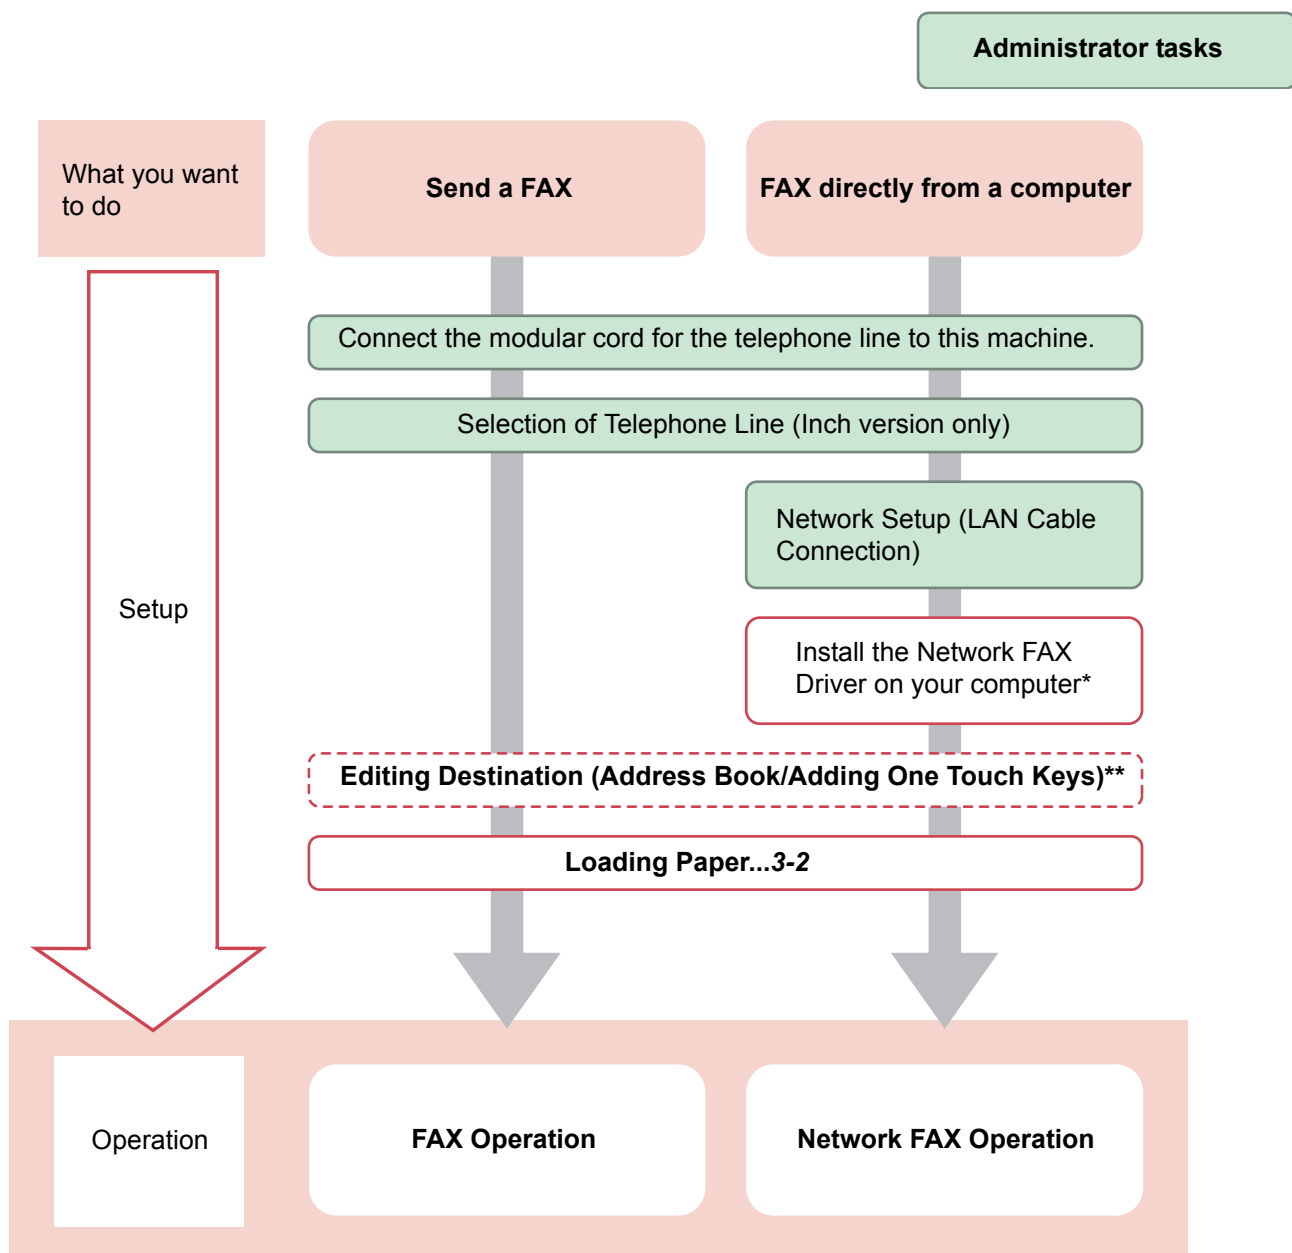 Administrator tasks
What you want
to do
Send a FAX
FAX directly from a computer
Connect the modular cord for the telephone line to this machine.
Selection of Telephone Line (Inch version only)
Network Setup (LAN Cable
Connection)
Setup
Install the Network FAX
Driver on your computer*
Editing Destination (Address Book/Adding One Touch Keys)**
Loading Paper...3-2
Operation
FAX Operation
Network FAX Operation